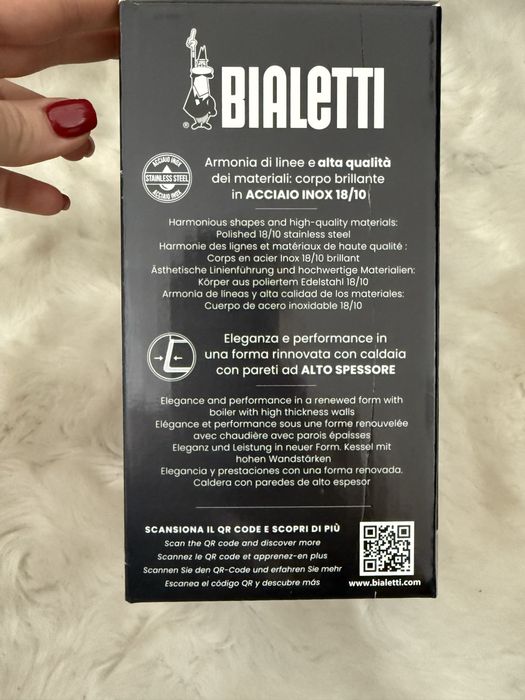 BIALETTI
®
ACCIAIO INOX
STAINLESS STEEL
ACCIAIO INOX
Armonia di linee e alta qualità
dei materiali: corpo brillante
in ACCIAIO INOX 18/10
Harmonious shapes and high-quality materials:
Polished 18/10 stainless steel
Harmonie des lignes et matériaux de haute qualité :
Corps en acier Inox 18/10 brillant
Ästhetische Linienführung und hochwertige Materialien:
Körper aus poliertem Edelstahl 18/10
Armonia de líneas y alta calidad de los materiales:
Cuerpo de acero inoxidable 18/10
Eleganza e performance in
una forma rinnovata con caldaia
con pareti ad ALTO SPESSORE
Elegance and performance in a renewed form with
boiler with high thickness walls
Elégance et performance sous une forme renouvelée
avec chaudière avec parois épaisses
Eleganz und Leistung in neuer Form. Kessel mit
hohen Wandstärken
Elegancia y prestaciones con una forma renovada.
Caldera con paredes de alto espesor
SCANSIONA IL QR CODE E SCOPRI DI PIÙ
Scan the QR code and discover more
Scannez le QR code et apprenez-en plus
Scannen Sie den QR-Code und erfahren Sie mehr
Escanea el código QR y descubre más
www.bialetti.com